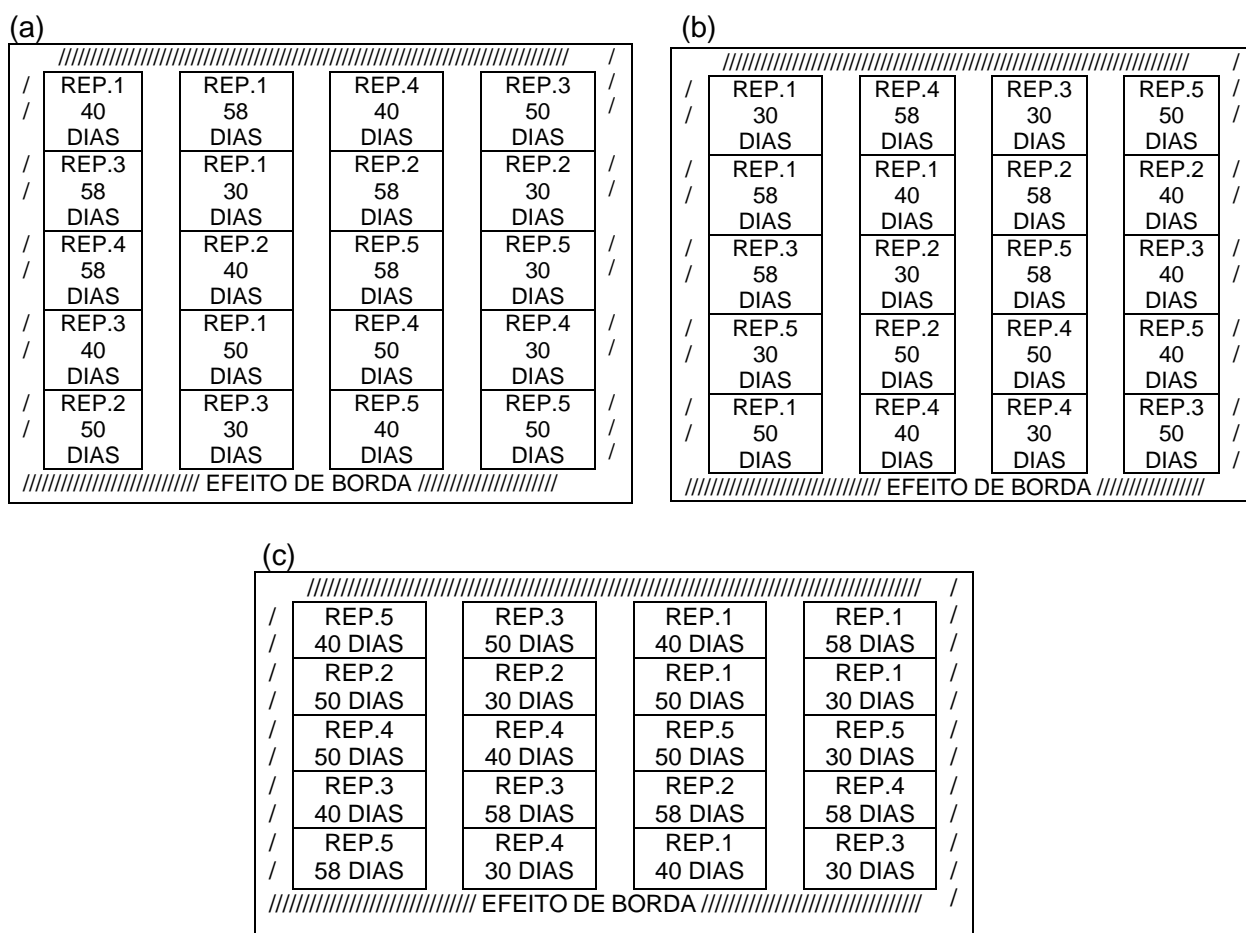 (a)
REP.1 REP.1 REP.4 REP.3
40 58 40 50
DIAS DIAS DIAS DIAS
REP.3 REP.1 REP.2 REP.2
58 30 58 30
DIAS DIAS DIAS DIAS
REP.4 REP.2 REP.5 REP.5
58 40 58 30
DIAS DIAS DIAS DIAS
REP.3 REP.1 REP.4 REP.4
40 50 50 30
DIAS DIAS DIAS DIAS
REP.2 REP.3 REP.5 REP.5
50 30 40 50
DIAS DIAS DIAS DIAS
EFEITO DE BORDA
(b)
REP.1 REP.4 REP.3 REP.5
30 58 30 50
DIAS DIAS DIAS DIAS
REP.1 REP.1 REP.2 REP.2
58 40 58 40
DIAS DIAS DIAS DIAS
REP.3 REP.2 REP.5 REP.3
58 30 58 40
DIAS DIAS DIAS DIAS
REP.5 REP.2 REP.4 REP.5
30 50 50 40
DIAS DIAS DIAS DIAS
REP.1 REP.4 REP.4 REP.3
50 40 30 50
DIAS DIAS DIAS DIAS
EFEITO DE BORDA
(c)
REP.5 REP.3 REP.1 REP.1
40 DIAS 50 DIAS 40 DIAS 58 DIAS
REP.2 REP.2 REP.1 REP.1
50 DIAS 30 DIAS 50 DIAS 30 DIAS
REP.4 REP.4 REP.5 REP.5
50 DIAS 40 DIAS 50 DIAS 30 DIAS
REP.3 REP.3 REP.2 REP.4
40 DIAS 58 DIAS 58 DIAS 58 DIAS
REP.5 REP.4 REP.1 REP.3
58 DIAS 30 DIAS 40 DIAS 30 DIAS
EFEITO DE BORDA